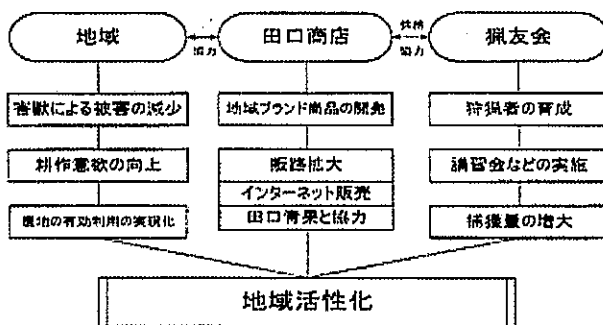 地域
協力
田口商店
供給
協力
猟友会
害獣による被害の減少
地域ブランド商品の開発
狩猟者の育成
耕作意欲の向上
販路拡大
インターネット販売
田口青果と協力
講習会などの実施
農地の有効利用の実現化
捕獲量の増大
地域活性化